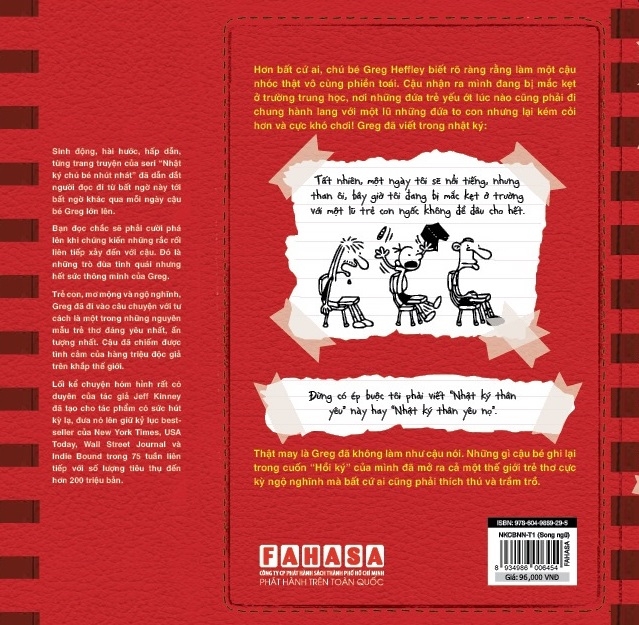 Sinh động, hài hước, hấp dẫn,
từng trang truyện của seri “Nhật
ký chú bé nhút nhát” đã dẫn dắt
người đọc đi từ bất ngờ này tới
bất ngờ khác qua mỗi ngày cậu
bé Greg lớn lên.
Bạn đọc chắc sẽ phải cười phá
lên khi chứng kiến những rắc rối
liên tiếp xảy đến với cậu. Đó là
những trò đùa tinh quái nhưng
hết sức thông minh của Greg.
Trẻ con, mơ mộng và ngộ nghĩnh,
Greg đã đi vào câu chuyện với tư
cách là một trong những nguyên
mẫu trẻ thơ đáng yêu nhất, ấn
tượng nhất. Cậu đã chiếm được
tình cảm của hàng triệu độc giả
trên khắp thế giới.
Lối kể chuyện hóm hỉnh rất có
duyên của tác giả Jeff Kinney
đã tạo cho tác phẩm có sức hút
kỳ lạ, đưa nó lên giữ kỷ lục best-
seller của New York Times, USA
Today, Wall Street Journal và
Indie Bound trong 75 tuần liên
tiếp với số lượng tiêu thụ đến
hơn 200 triệu bản.
Hơn bất cứ ai, chú bé Greg Heffley biết rõ ràng rằng làm một cậu
nhóc thật vô cùng phiền toái. Cậu nhận ra mình đang bị mắc kẹt
ở trường trung học, nơi những đứa trẻ yếu ớt lúc nào cũng phải đi
chung hành lang với một lũ những đứa to con nhưng lại kém cỏi
hơn và cực khó chơi! Greg đã viết trong nhật ký:
Tất nhiên, một ngày tôi sẽ nổi tiếng, nhưng
than ôi, bây giờ tôi đang bị mắc kẹt ở trường
với một lũ trẻ con ngốc không để đâu cho hết.
Đừng có ép buộc tôi phải viết “Nhật ký thân
yêu” này hay “Nhật ký thân yêu nọ”.
Thật may là Greg đã không làm như cậu nói. Những gì cậu bé ghi lại
trong cuốn “Hồi ký” của mình đã mở ra cả một thế giới trẻ thơ cực
kỳ ngộ nghĩnh mà bất cứ ai cũng phải thích thú và trầm trồ.
FAHASA
CÔNG TY CP PHÁT HÀNH SÁCH THÀNH PHỐ HỒ CHÍ MINH
PHÁT HÀNH TRÊN TOÀN QUỐC
ISBN: 978-604-9869-29-5
NKCBNN-T1 (Song ngữ)
FAHASA
8 934986 006454
Giá: 96,000 VNĐ